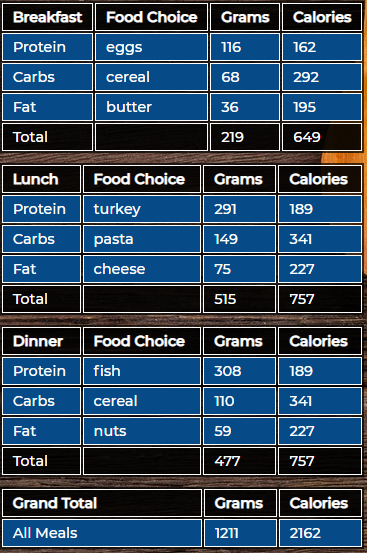 Breakfast Food Choice Grams Calories
Protein eggs 116 162
Carbs cereal 68 292
Fat butter 36 195
Total 219 649
Lunch Food Choice Grams Calories
Protein turkey 291 189
Carbs pasta 149 341
Fat cheese 75 227
Total 515 757
Dinner Food Choice Grams Calories
Protein fish 308 189
Carbs cereal 110 341
Fat nuts 59 227
Total 477 757
Grand Total Grams Calories
All Meals 1211 2162